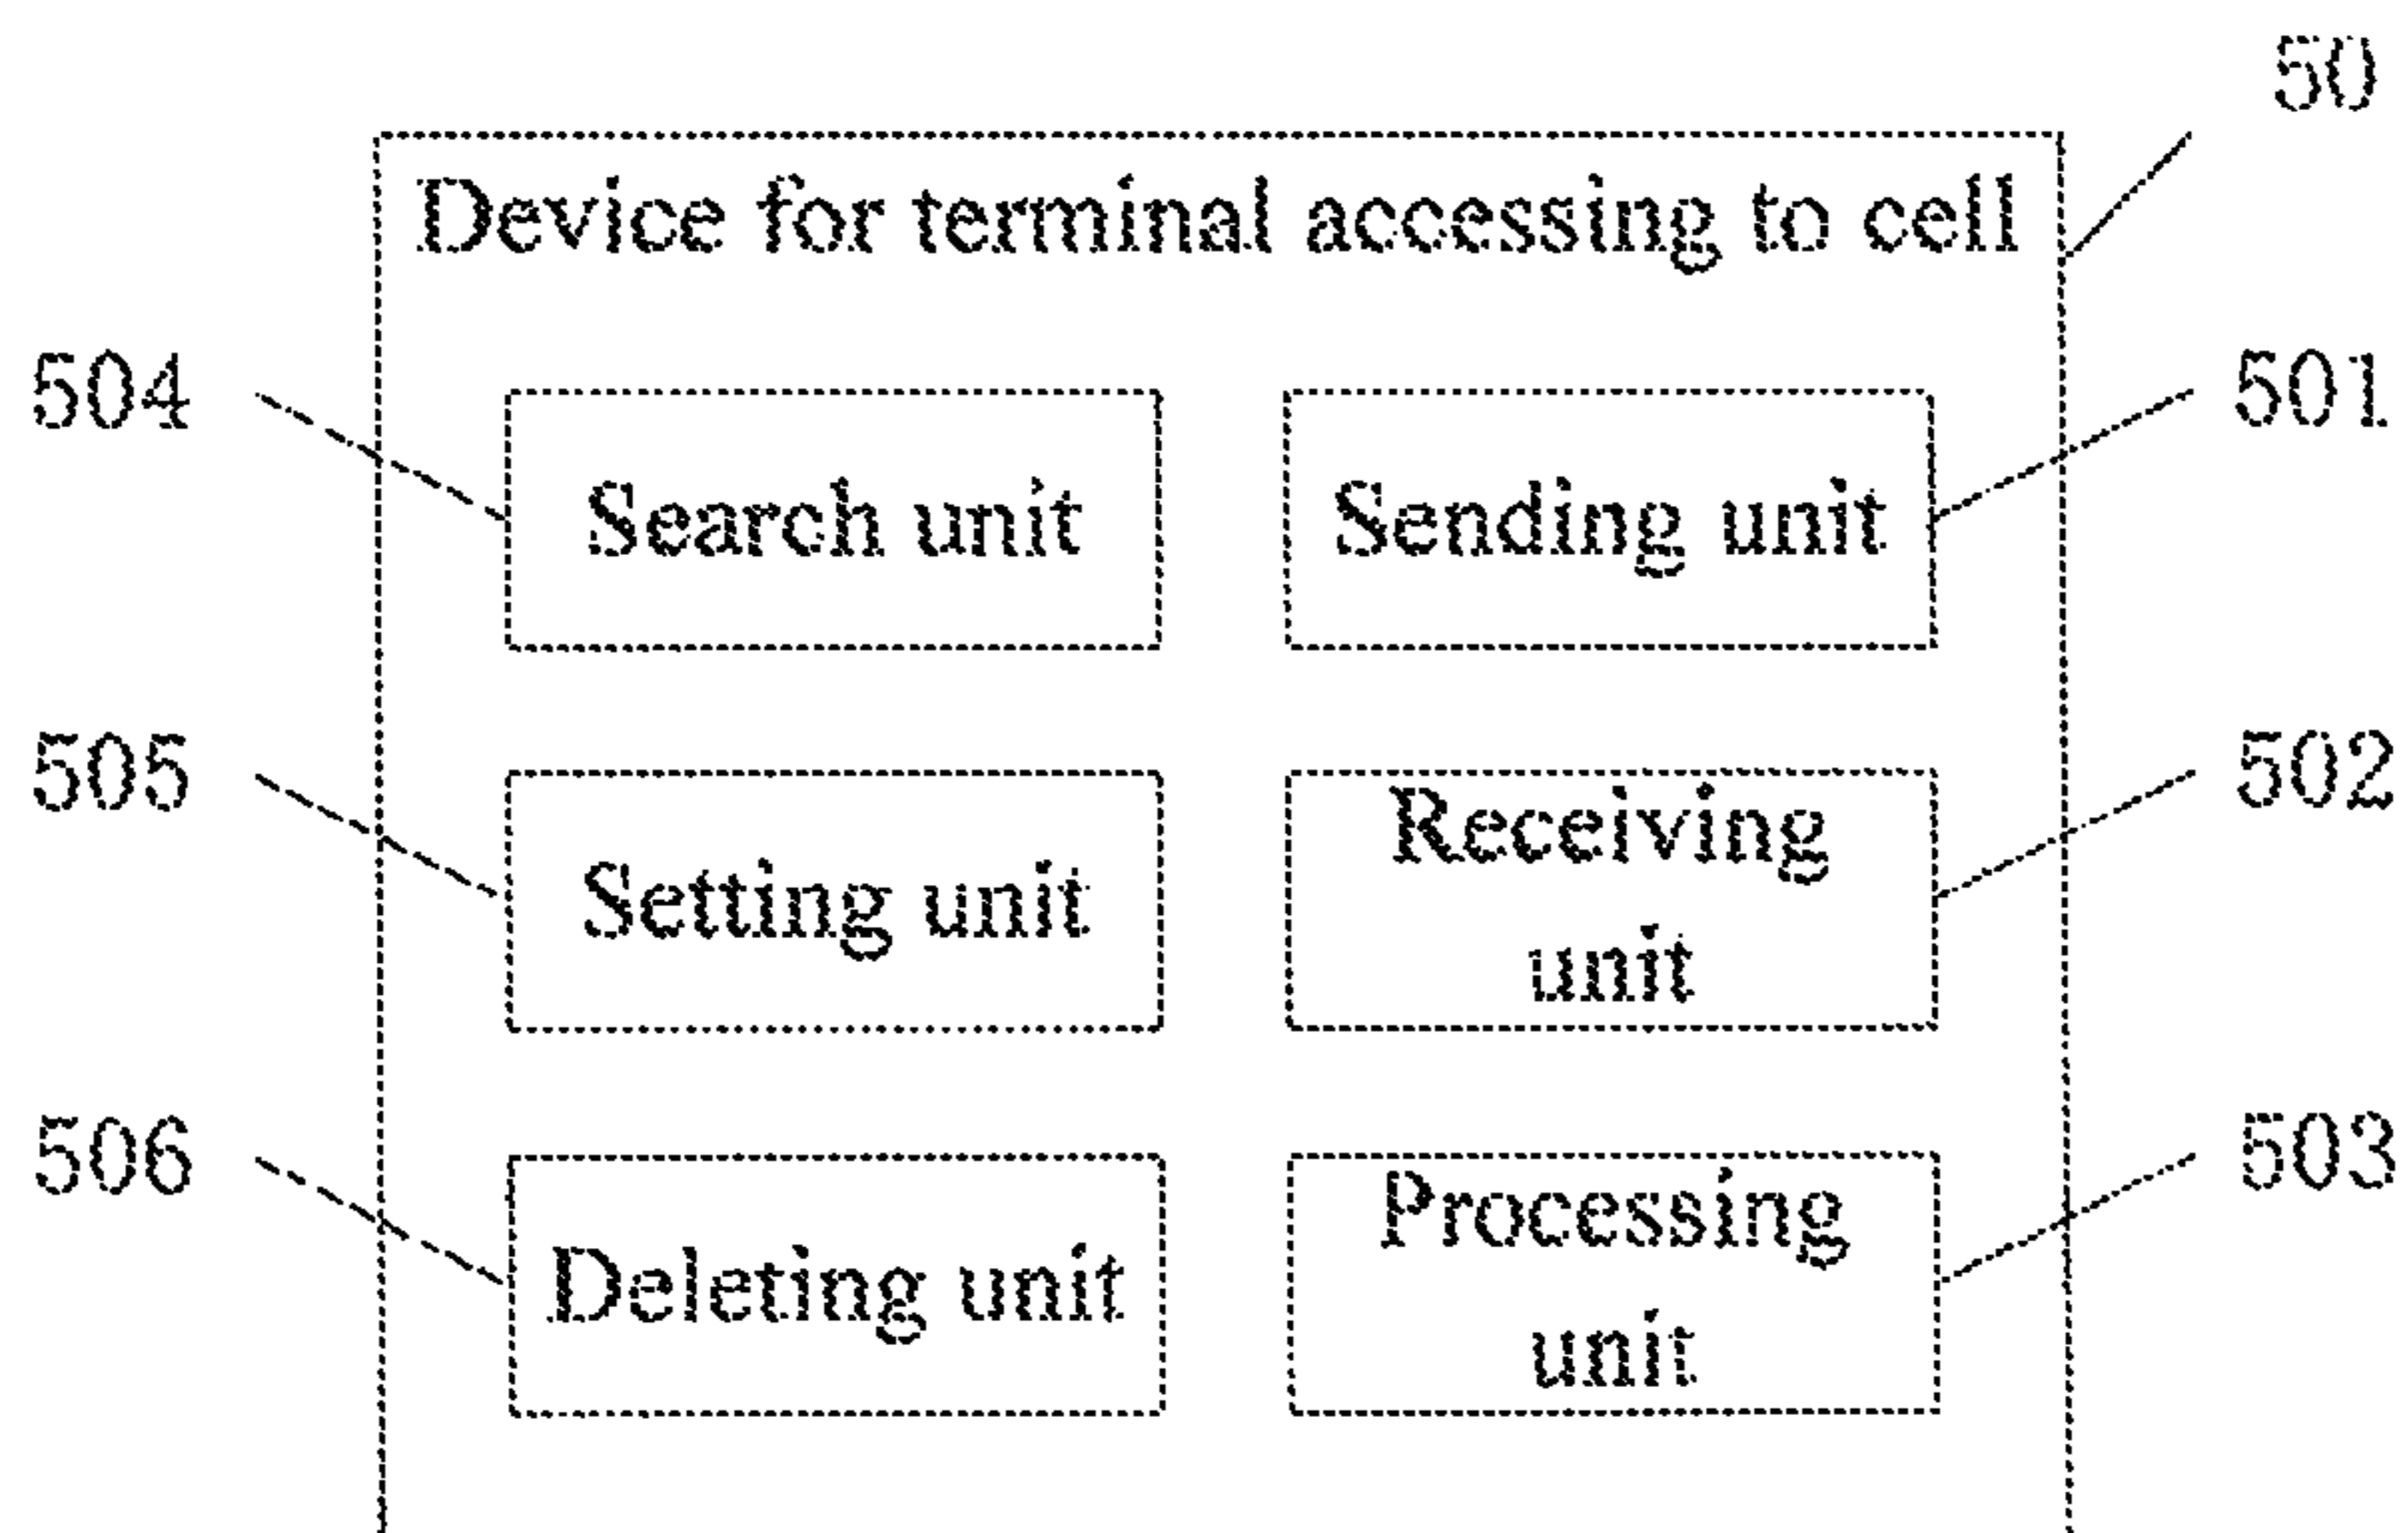 50
Device for terminal accessing to cell
504
501
Search unit
Sending unit
505
502
Setting unit
Receiving
unit
506
503
Deleting unit
Processing
unit